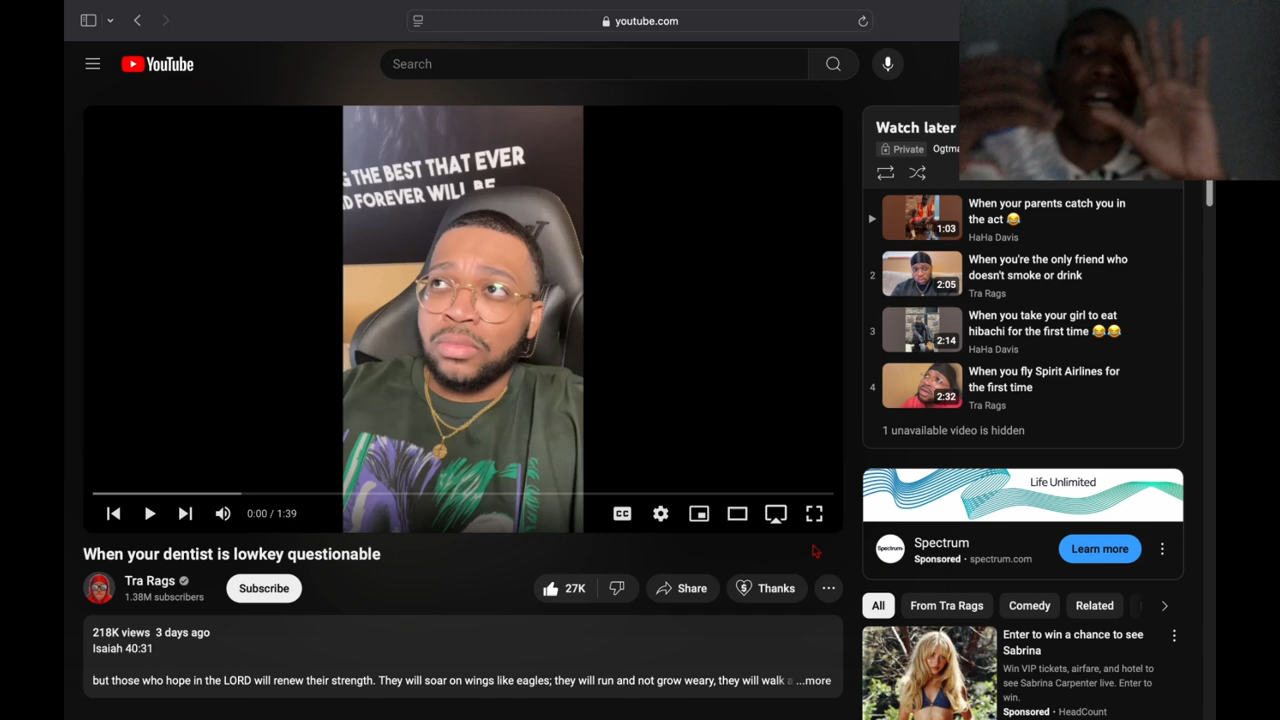 youtube.com
YouTube
Search
G THE BEST THAT EVER
D FOREVER WILL BE
Watch later
Private
When your parents catch you in
the act 😂
HaHa Davis
1:03
2
When you're the only friend who
doesn't smoke or drink
Tra Rags
2:05
3
When you take your girl to eat
hibachi for the first time 😂😂
HaHa Davis
2:14
4
When you fly Spirit Airlines for
the first time
Tra Rags
2:32
1 unavailable video is hidden
Life Unlimited
Spectrum
Spectrum
Sponsored · spectrum.com
Learn more
CC
0:00 / 1:39
When your dentist is lowkey questionable
Tra Rags
1.38M subscribers
Subscribe
27K
Share
Thanks
218K views 3 days ago
Isaiah 40:31
but those who hope in the LORD will renew their strength. They will soar on wings like eagles; they will run and not grow weary, they will walk ...more
All
From Tra Rags
Comedy
Related
Enter to win a chance to see
Sabrina
Win VIP tickets, airfare, and hotel to
see Sabrina Carpenter live. Enter to
win.
Sponsored · HeadCount